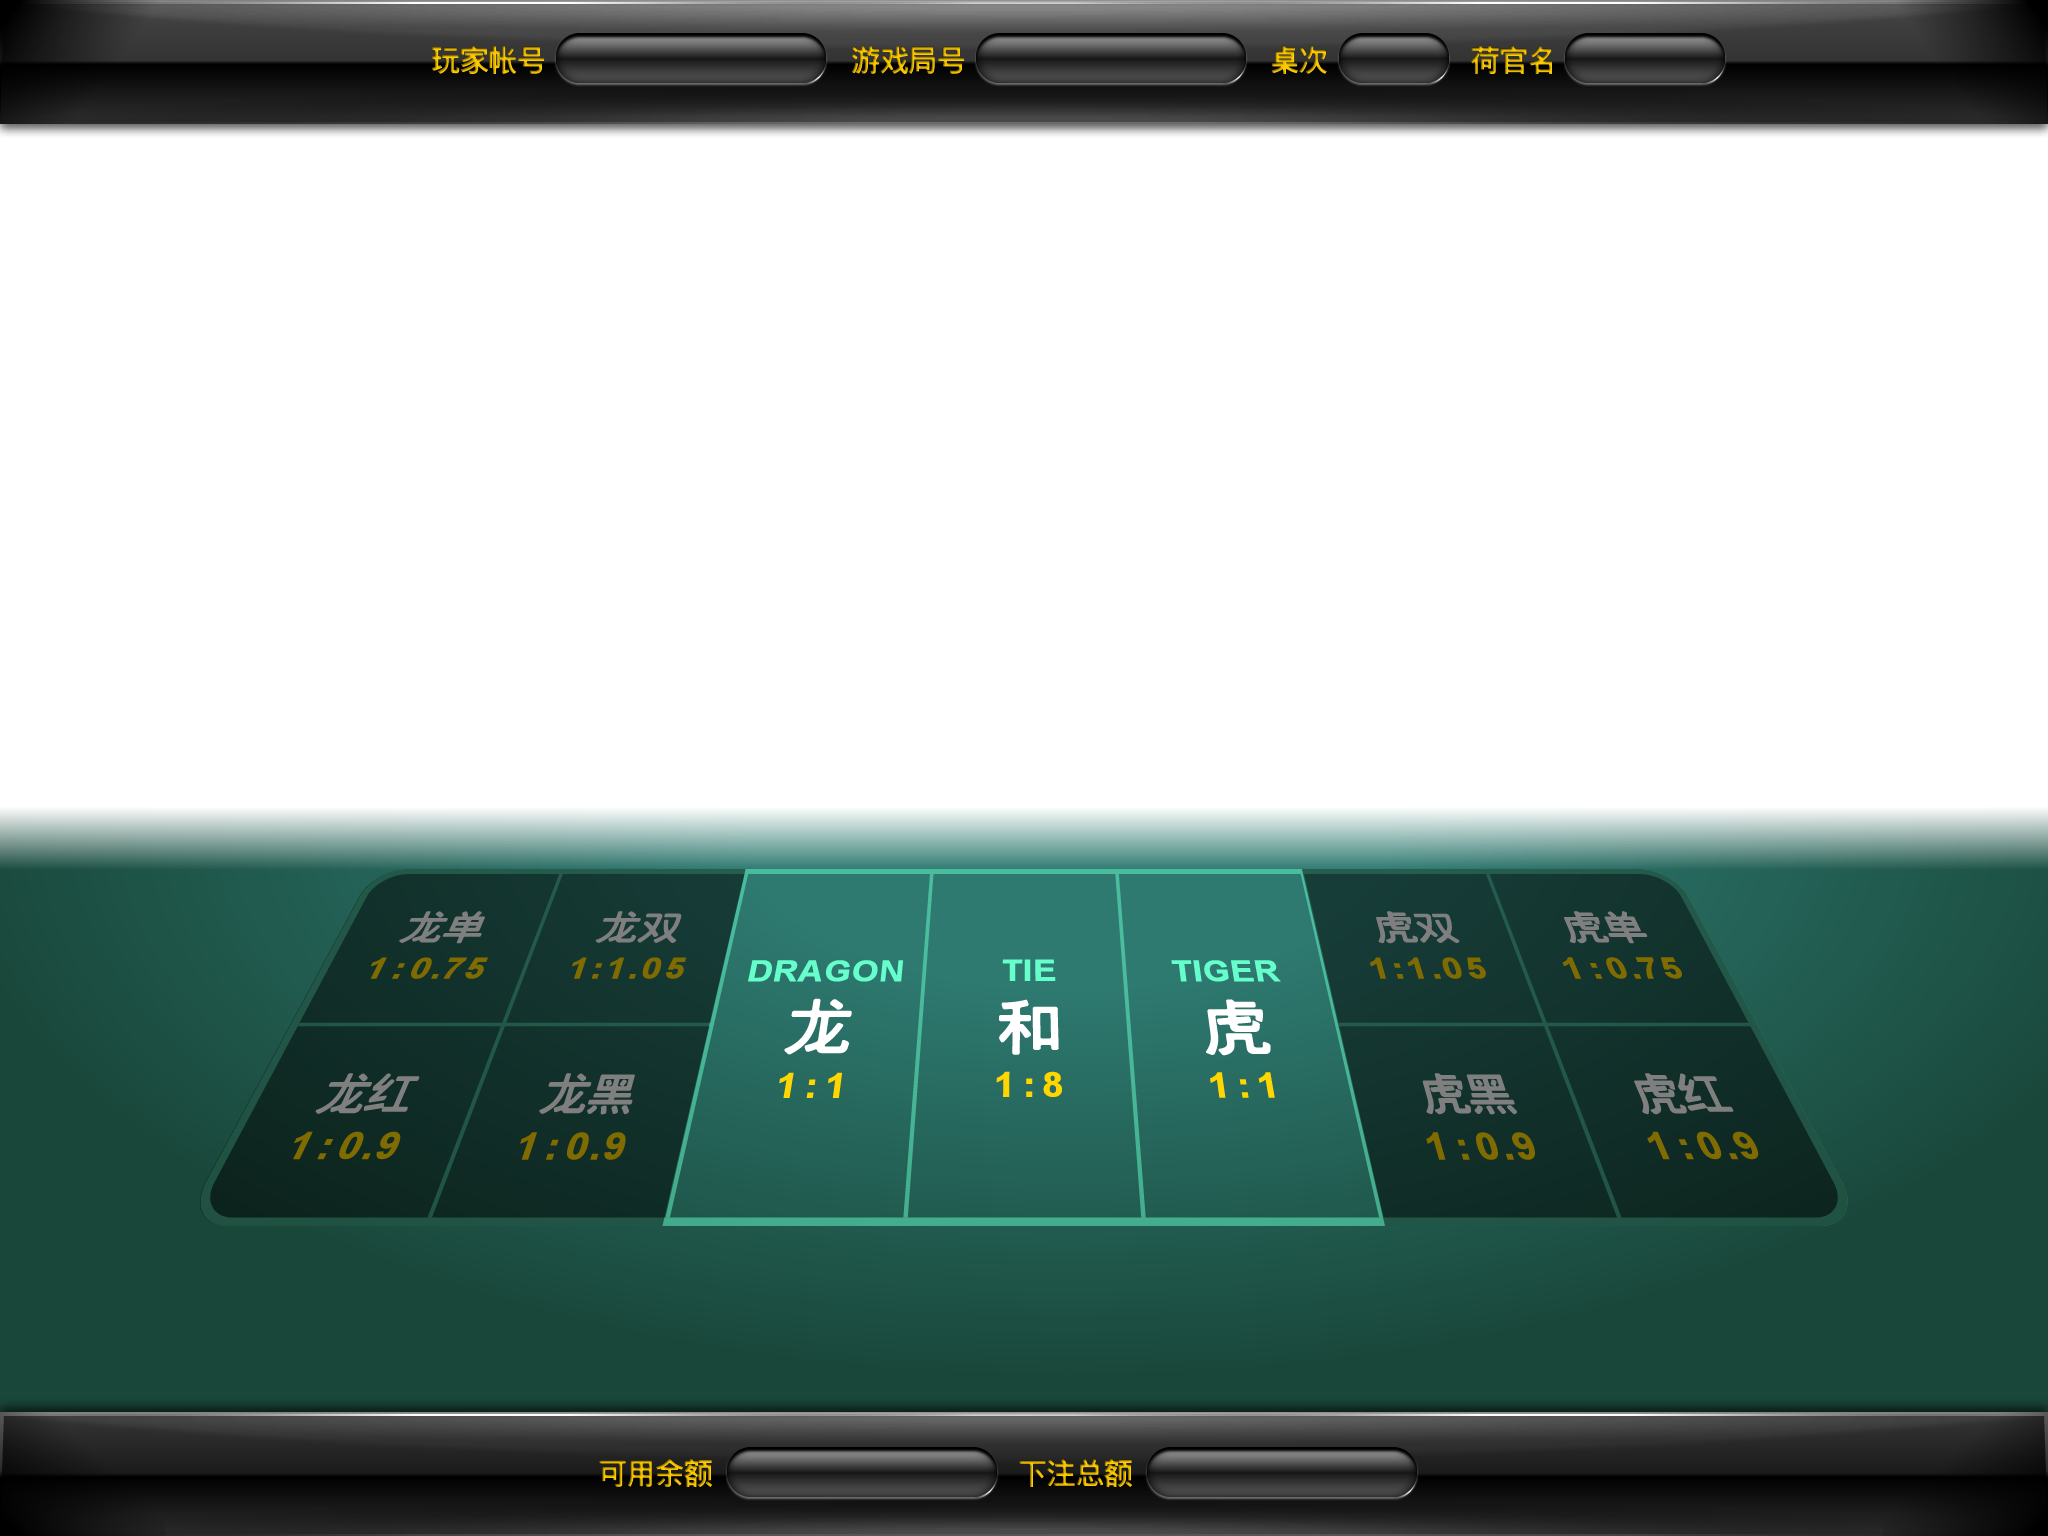 玩家帐号 游戏局号 桌次 荷官名
龙单 龙双 虎双 虎单
1:0.75 1:1.05 1:1.05 1:0.75
DRAGON TIE TIGER
龙 和 虎
1:1 1:8 1:1
龙红 龙黑 虎黑 虎红
1:0.9 1:0.9 1:0.9 1:0.9
可用余额 下注总额